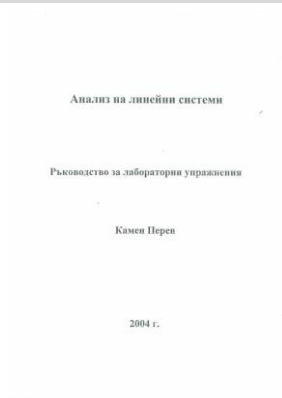 Анализ на линейни системи
Ръководство за лабораторни упражнения
Камен Перев
2004 г.